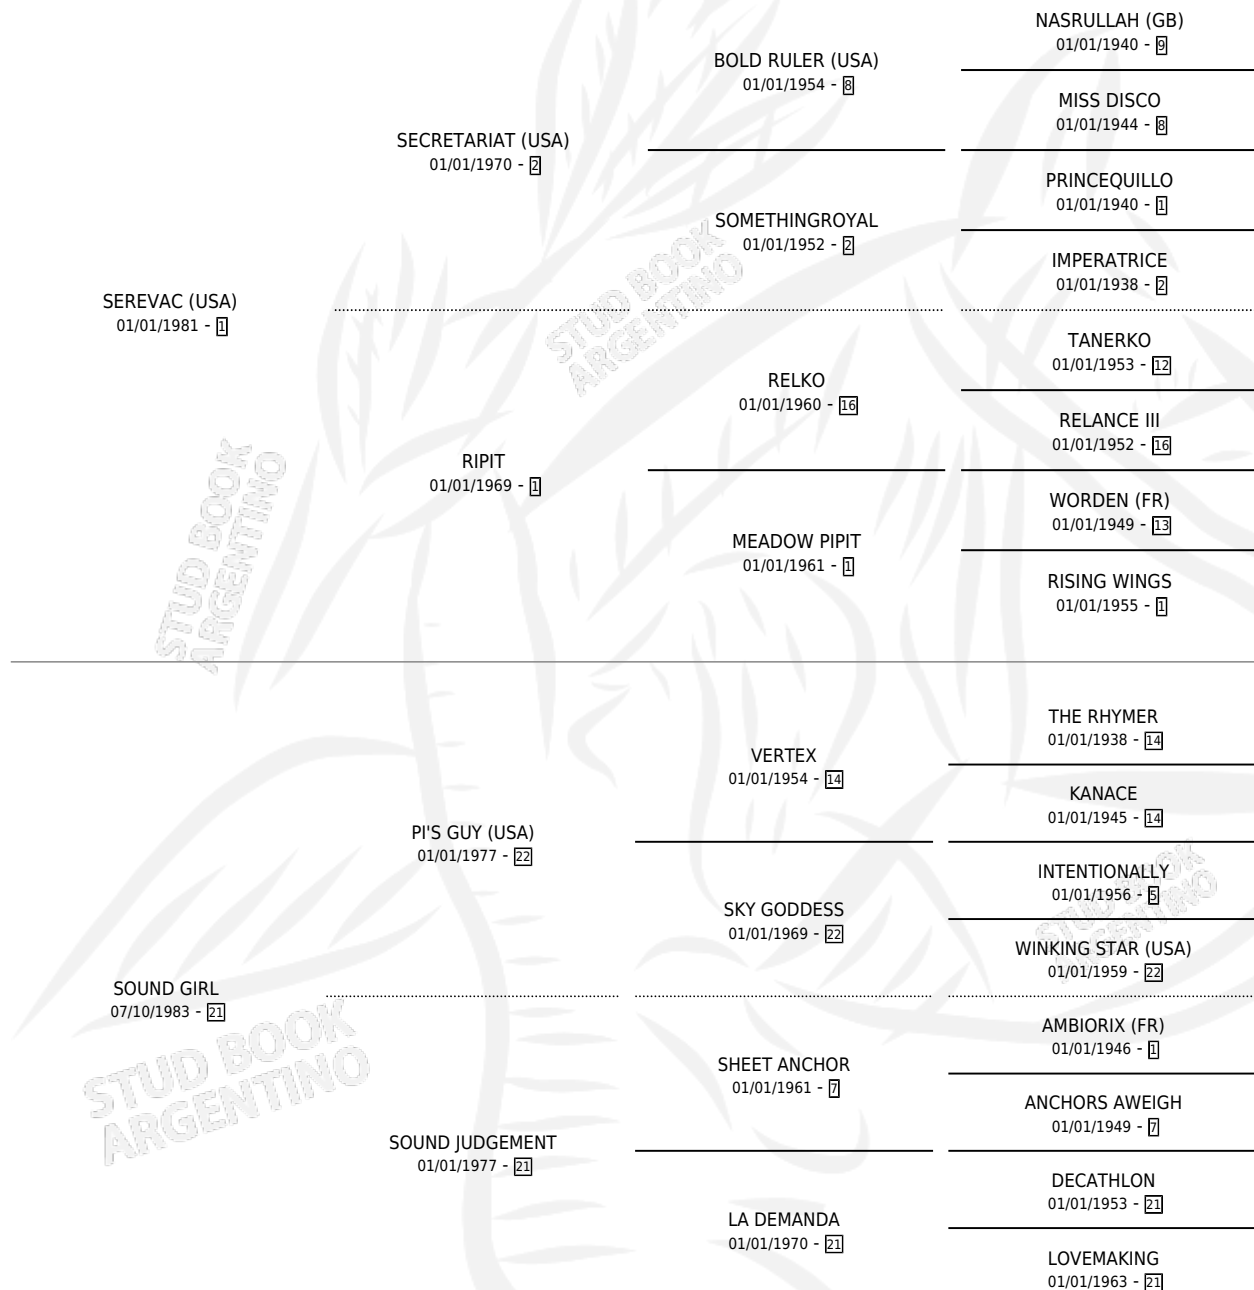 NASRULLAH (GB)
01/01/1940 - 9
BOLD RULER (USA)
01/01/1954 - 8
MISS DISCO
01/01/1944 - 8
SECRETARIAT (USA)
01/01/1970 - 2
PRINCEQUILLO
01/01/1940 - 1
SOMETHINGROYAL
01/01/1952 - 2
IMPERATRICE
01/01/1938 - 2
SEREVAC (USA)
01/01/1981 - 1
TANERKO
01/01/1953 - 12
RELKO
01/01/1960 - 16
RELANCE III
01/01/1952 - 16
RIPIT
01/01/1969 - 1
WORDEN (FR)
01/01/1949 - 13
MEADOW PIPIT
01/01/1961 - 1
RISING WINGS
01/01/1955 - 1
THE RHYMER
01/01/1938 - 14
VERTEX
01/01/1954 - 14
KANACE
01/01/1945 - 14
PI'S GUY (USA)
01/01/1977 - 22
INTENTIONALLY
01/01/1956 - 5
SKY GODDESS
01/01/1969 - 22
WINKING STAR (USA)
01/01/1959 - 22
SOUND GIRL
07/10/1983 - 21
AMBIORIX (FR)
01/01/1946 - 1
SHEET ANCHOR
01/01/1961 - 7
ANCHORS AWEIGH
01/01/1949 - 7
SOUND JUDGEMENT
01/01/1977 - 21
DECATHLON
01/01/1953 - 21
LA DEMANDA
01/01/1970 - 21
LOVEMAKING
01/01/1963 - 21
STUD BOOK
ARGENTINO
STUD BOOK
ARGENTINO
STUD BOOK
ARGENTINO
STUD BOOK
ARGENTINO